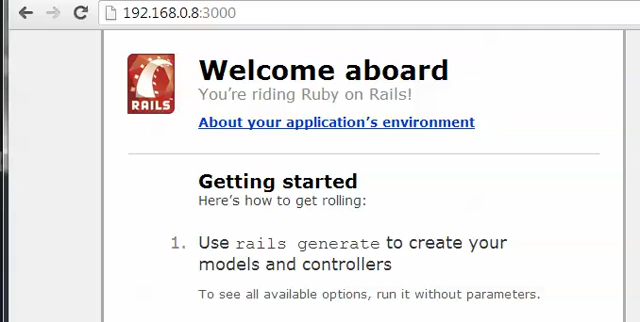 192.168.0.8:3000
RAILS
Welcome aboard
You're riding Ruby on Rails!
About your application's environment
Getting started
Here's how to get rolling:
1. Use rails generate to create your
models and controllers
To see all available options, run it without parameters.